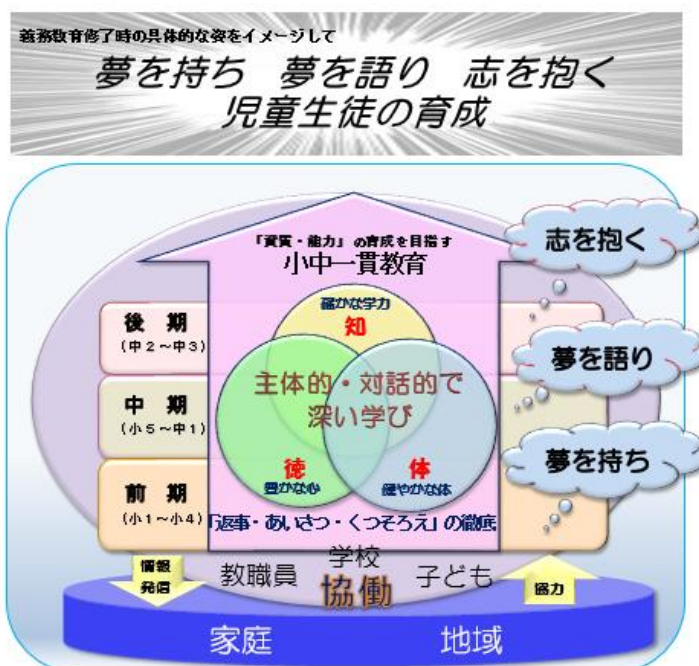 義務教育修了時の具体的な姿をイメージして
夢を持ち　夢を語り　志を抱く
児童生徒の育成
「資質・能力」の育成を目指す
小中一貫教育
志を抱く
確かな学力
知
後 期
（中２～中３）
夢を語り
主体的・対話的で
深い学び
中 期
（小５～中１）
夢を持ち
徳
豊かな心
体
健やかな体
前 期
（小１～小４）
「返事・あいさつ・くつそろえ」の徹底
情報
発信
教職員
学校
子ども
協働
協力
家庭
地域